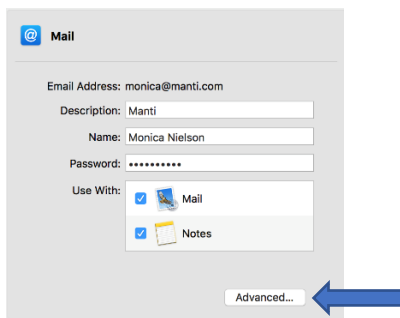 Mail
Email Address: monica@manti.com
Description: Manti
Name: Monica Nielson
Password: ••••••••••
Use With: Mail
Notes
Advanced...